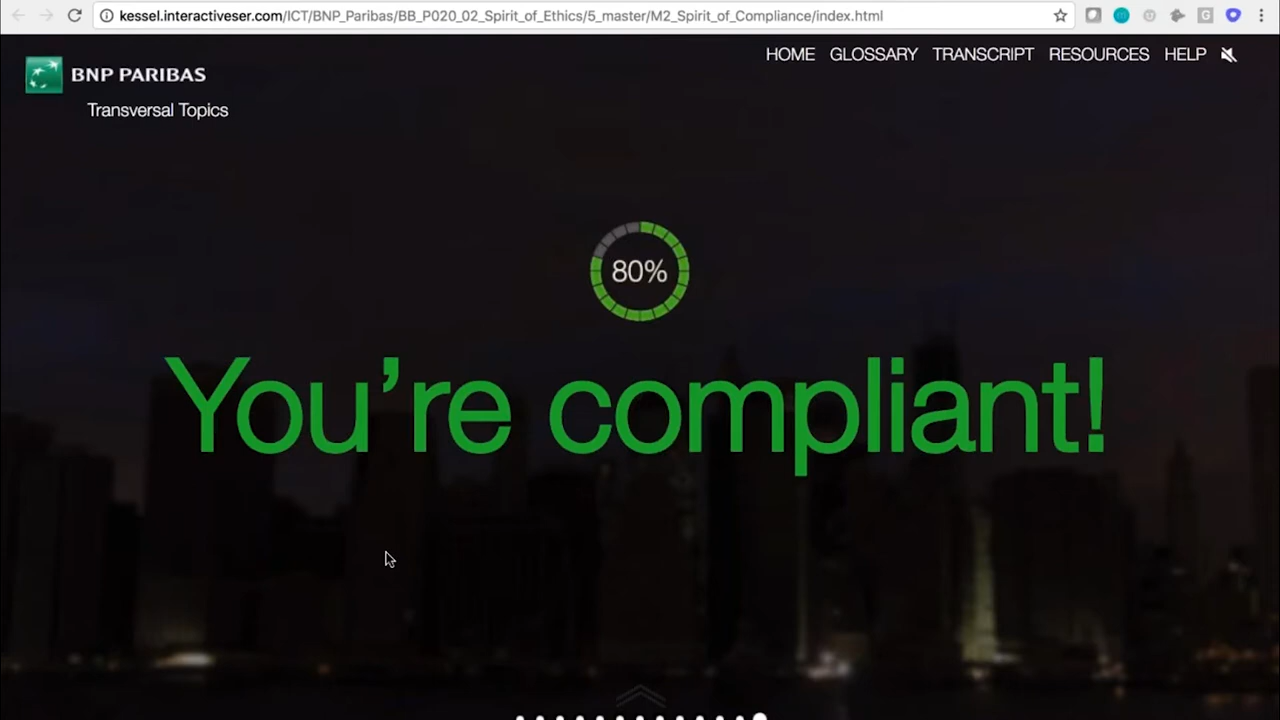 kessel.interactiveser.com/ICT/BNP_Paribas/BB_P020_02_Spirit_of_Ethics/5_master/M2_Spirit_of_Compliance/index.html
HOME GLOSSARY TRANSCRIPT RESOURCES HELP
BNP PARIBAS
Transversal Topics
80%
You're compliant!